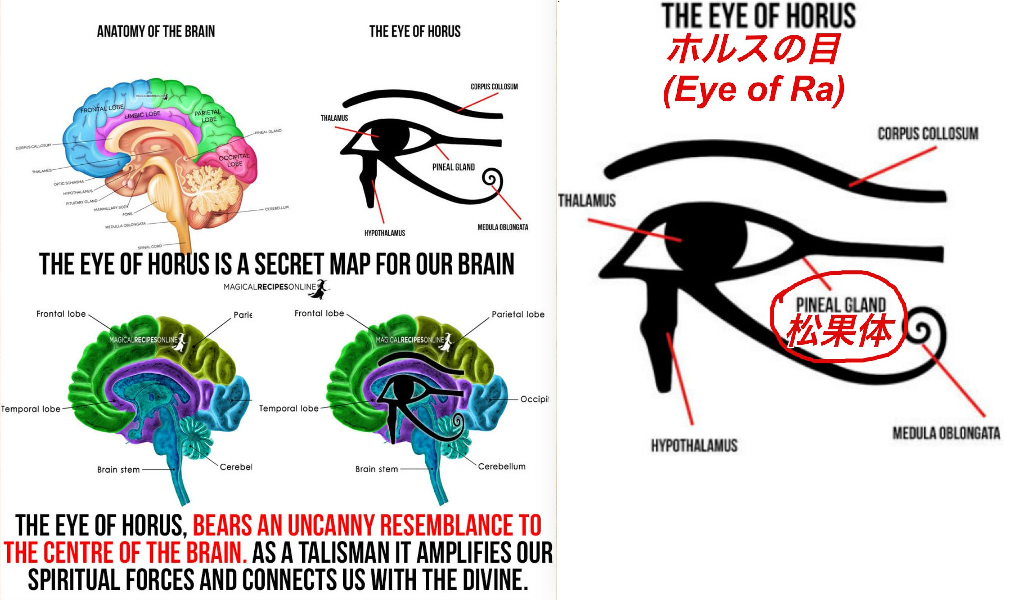 ANATOMY OF THE BRAIN
FRONTAL LOBE
LIMBIC LOBE
PARIETAL
LOBE
OCCIPITAL
LOBE
CORPUS CALLOSUM
THALAMUS
OPTIC CHIASMA
HYPOTHALAMUS
PITUITARY GLAND
MAMMILLARY BODY
PONS
MEDULLA OBLONGATA
SPINAL CORD
PINEAL GLAND
CEREBELLUM
THE EYE OF HORUS
CORPUS COLLOSUM
THALAMUS
PINEAL GLAND
HYPOTHALAMUS
MEDULA OBLONGATA
THE EYE OF HORUS IS A SECRET MAP FOR OUR BRAIN
MAGICALRECIPESONLINE
Frontal lobe
Parie
MAGICALRECIPESONLINE
Temporal lobe
Brain stem
Cerebel
Frontal lobe
Parietal lobe
MAGICALRECIPESONLINE
Temporal lobe
Occipit
Brain stem
Cerebellum
THE EYE OF HORUS, BEARS AN UNCANNY RESEMBLANCE TO
THE CENTRE OF THE BRAIN. AS A TALISMAN IT AMPLIFIES OUR
SPIRITUAL FORCES AND CONNECTS US WITH THE DIVINE.
THE EYE OF HORUS
ホルスの目
(Eye of Ra)
CORPUS COLLOSUM
THALAMUS
PINEAL GLAND
松果体
HYPOTHALAMUS
MEDULA OBLONGATA